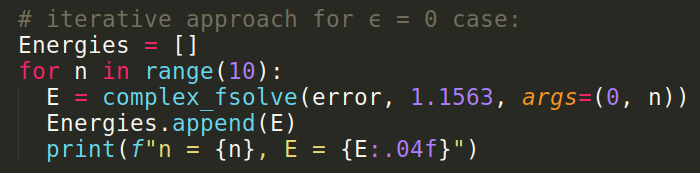 # iterative approach for ϵ = 0 case:
Energies = []
for n in range(10):
  E = complex_fsolve(error, 1.1563, args=(0, n))
  Energies.append(E)
  print(f"n = {n}, E = {E:.04f}")